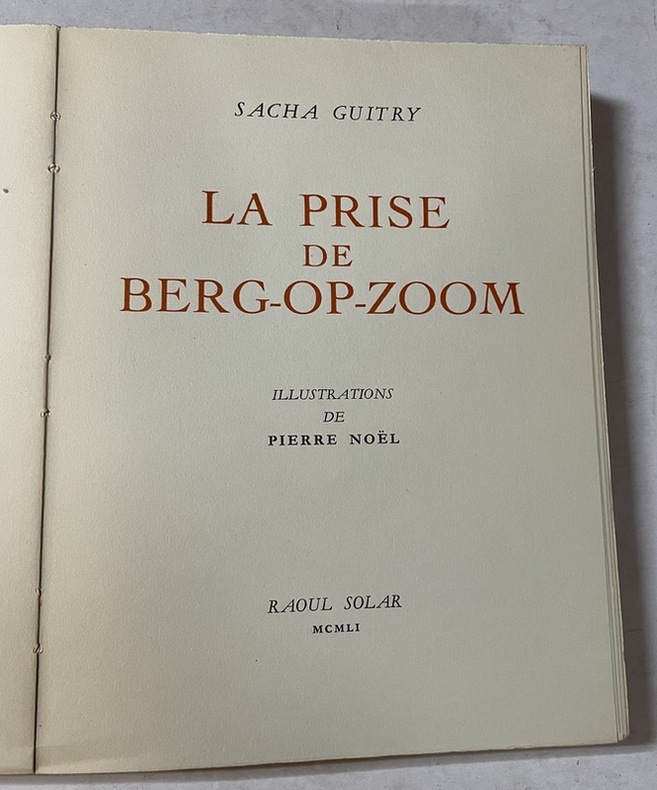 SACHA GUITRY
LA PRISE
DE
BERG-OP-ZOOM
ILLUSTRATIONS
DE
PIERRE NOËL
RAOUL SOLAR
MCMLI